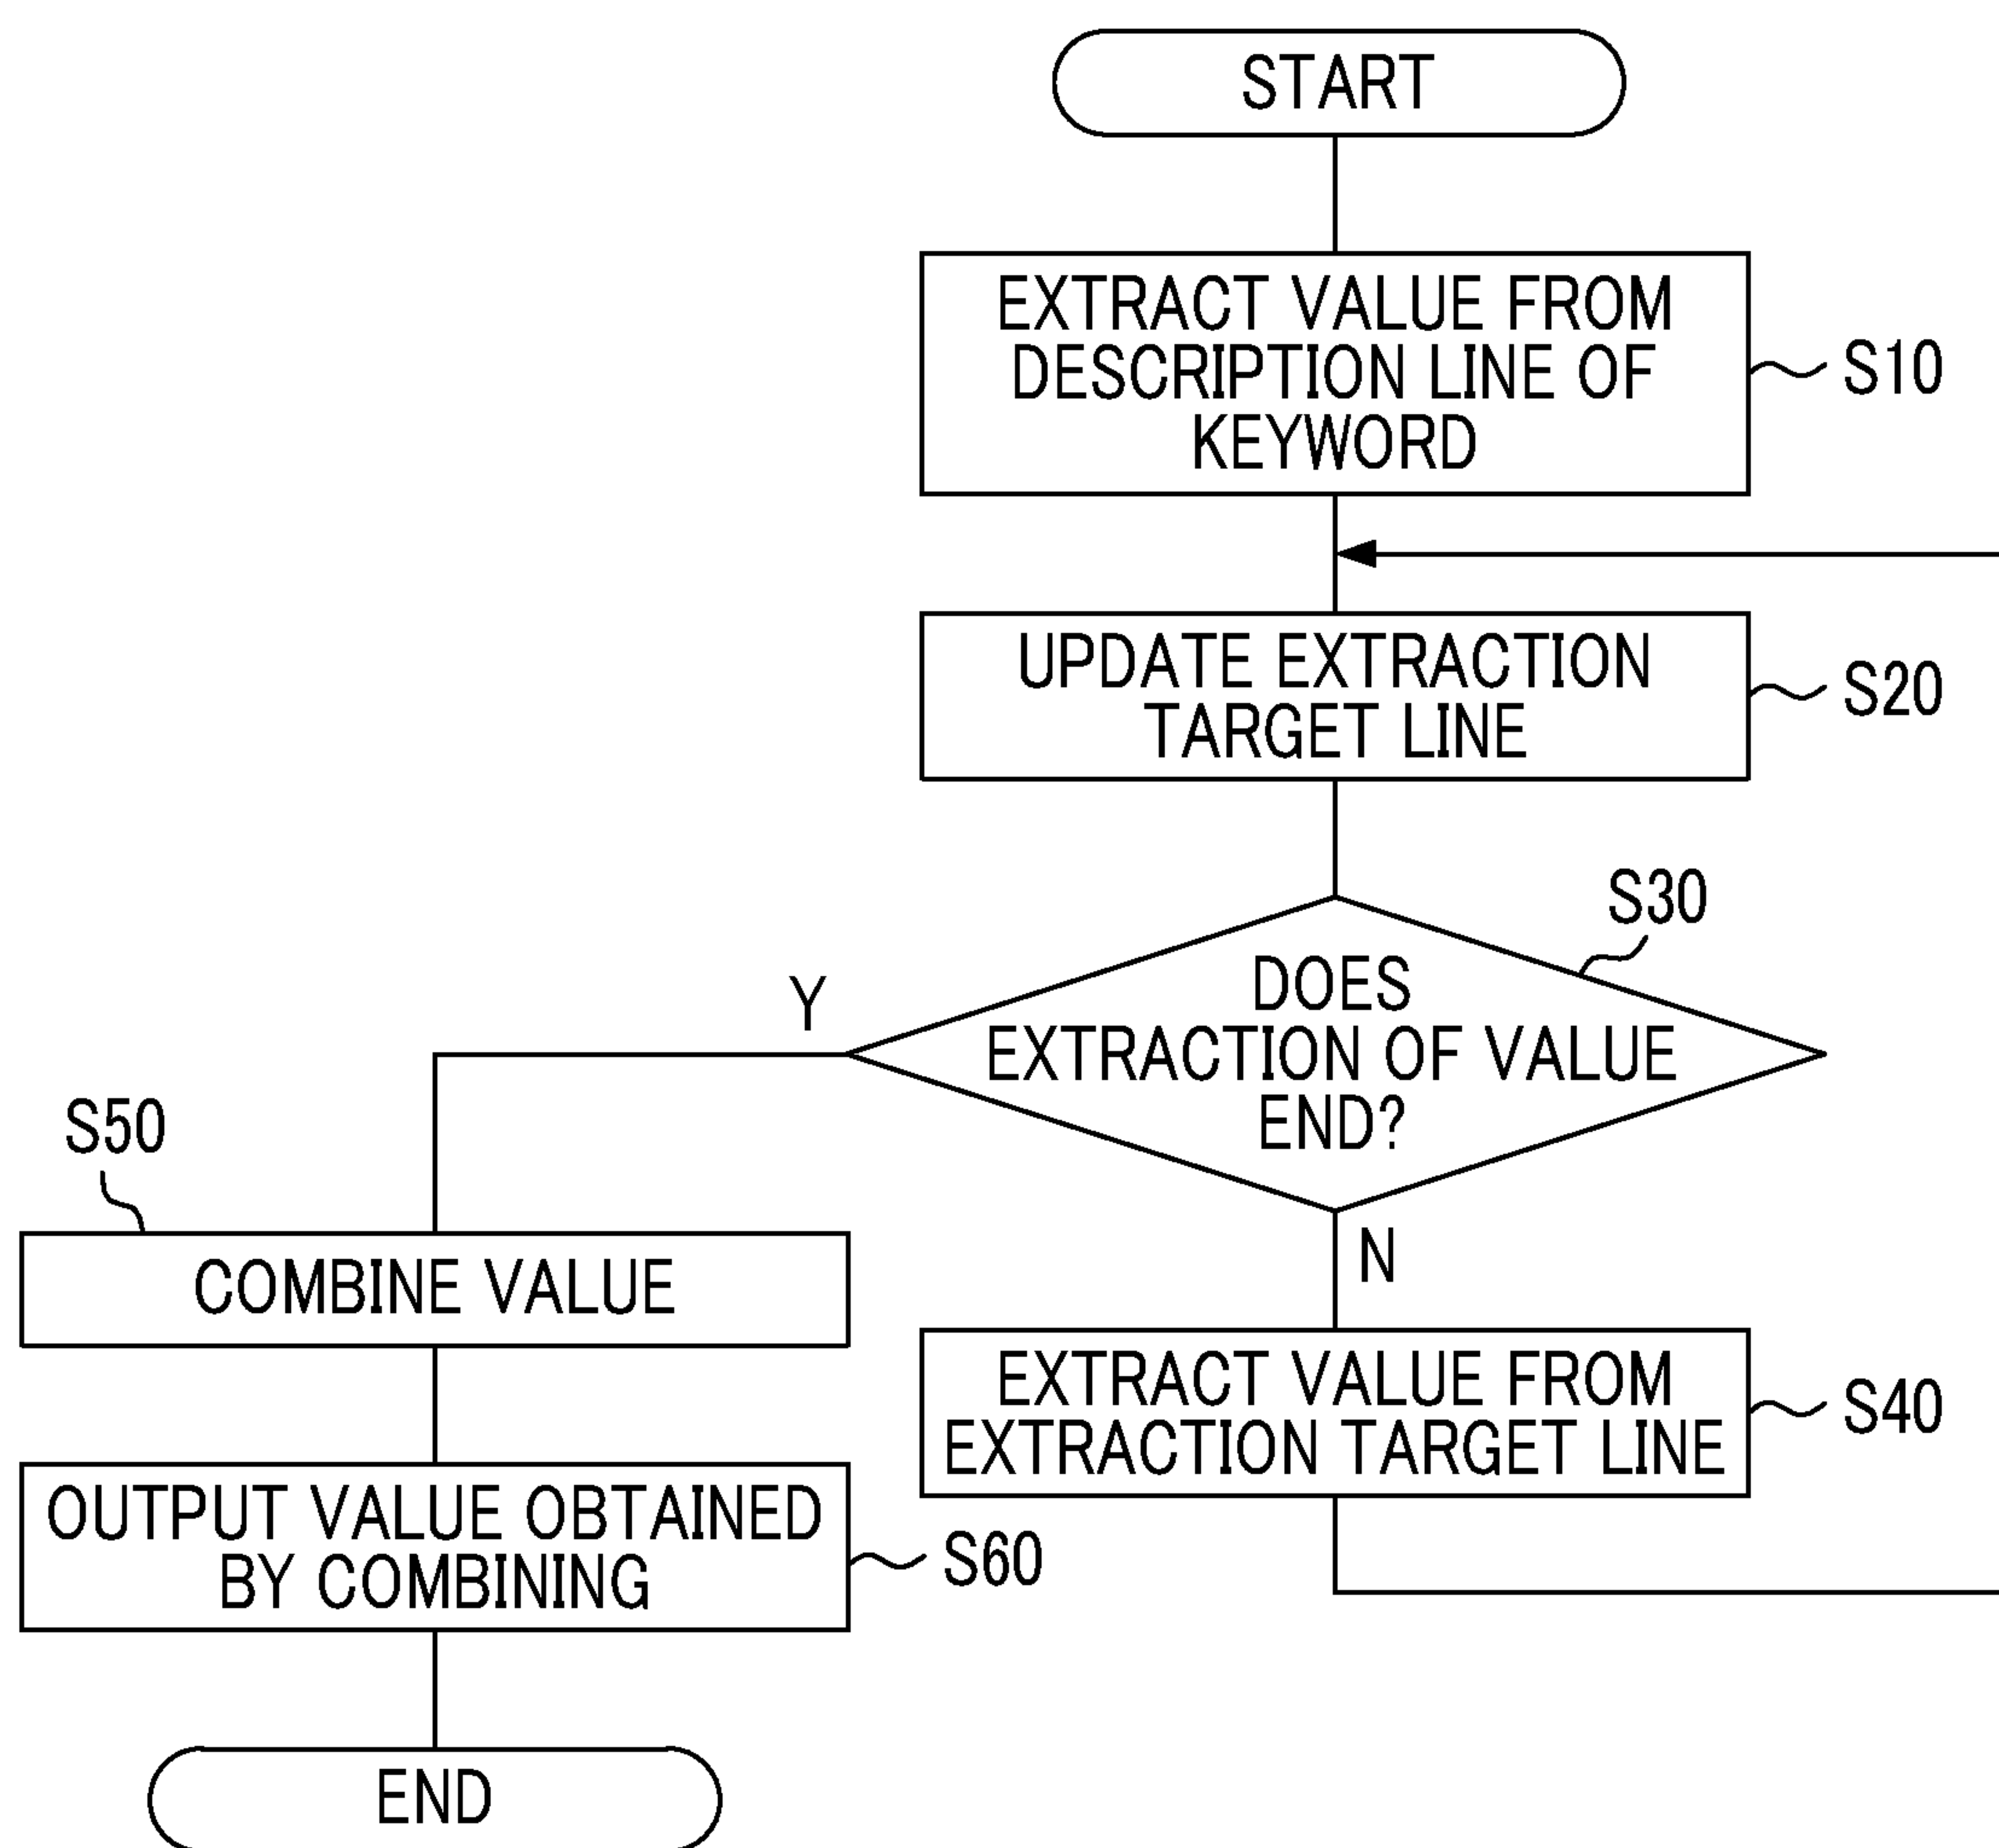 START
EXTRACT VALUE FROM
DESCRIPTION LINE OF
KEYWORD
S10
UPDATE EXTRACTION
TARGET LINE
S20
S30
DOES
EXTRACTION OF VALUE
END?
Y
N
S50
COMBINE VALUE
EXTRACT VALUE FROM
EXTRACTION TARGET LINE
S40
OUTPUT VALUE OBTAINED
BY COMBINING
S60
END